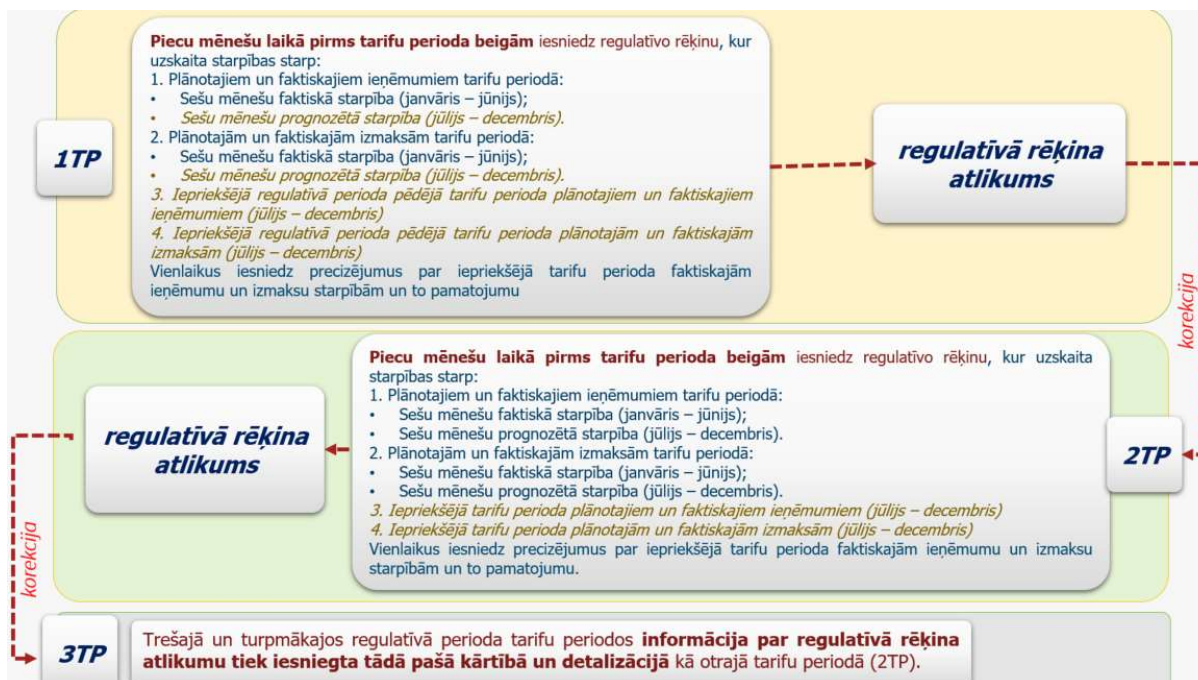 Piecu mēnešu laikā pirms tarifu perioda beigām iesniedz regulatīvo rēķinu, kur
uzskaita starpības starp:
1. Plānotajiem un faktiskajiem ieņēmumiem tarifu periodā:
• Sešu mēnešu faktiskā starpība (janvāris – jūnijs);
• Sešu mēnešu prognozētā starpība (jūlijs – decembris).
2. Plānotajām un faktiskajām izmaksām tarifu periodā:
• Sešu mēnešu faktiskā starpība (janvāris – jūnijs);
• Sešu mēnešu prognozētā starpība (jūlijs – decembris).
3. Iepriekšējā regulatīvā perioda pēdējā tarifu perioda plānotajiem un faktiskajiem
ieņēmumiem (jūlijs – decembris)
4. Iepriekšējā regulatīvā perioda pēdējā tarifu perioda plānotajām un faktiskajām
izmaksām (jūlijs – decembris)
Vienlaikus iesniedz precizējumus par iepriekšējā tarifu perioda faktiskajām
ieņēmumu un izmaksu starpībām un to pamatojumu
1TP
regulatīvā rēķina
atlikums
korekcija
Piecu mēnešu laikā pirms tarifu perioda beigām iesniedz regulatīvo rēķinu, kur uzskaita
starpības starp:
1. Plānotajiem un faktiskajiem ieņēmumiem tarifu periodā:
• Sešu mēnešu faktiskā starpība (janvāris – jūnijs);
• Sešu mēnešu prognozētā starpība (jūlijs – decembris).
2. Plānotajām un faktiskajām izmaksām tarifu periodā:
• Sešu mēnešu faktiskā starpība (janvāris – jūnijs);
• Sešu mēnešu prognozētā starpība (jūlijs – decembris).
3. Iepriekšējā tarifu perioda plānotajiem un faktiskajiem ieņēmumiem (jūlijs – decembris)
4. Iepriekšējā tarifu perioda plānotajām un faktiskajām izmaksām (jūlijs – decembris)
Vienlaikus iesniedz precizējumus par iepriekšējā tarifu perioda faktiskajām ieņēmumu un izmaksu
starpībām un to pamatojumu.
2TP
regulatīvā rēķina
atlikums
korekcija
3TP
Trešajā un turpmākajos regulatīvā perioda tarifu periodos informācija par regulatīvā rēķina
atlikumu tiek iesniegta tādā pašā kārtībā un detalizācijā kā otrajā tarifu periodā (2TP).